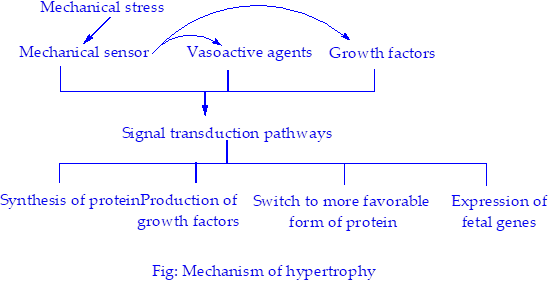 Mechanical stress
Mechanical sensor
Vasoactive agents
Growth factors
Signal transduction pathways
Synthesis of protein
Production of
growth factors
Switch to more favorable
form of protein
Expression of
fetal genes
Fig: Mechanism of hypertrophy